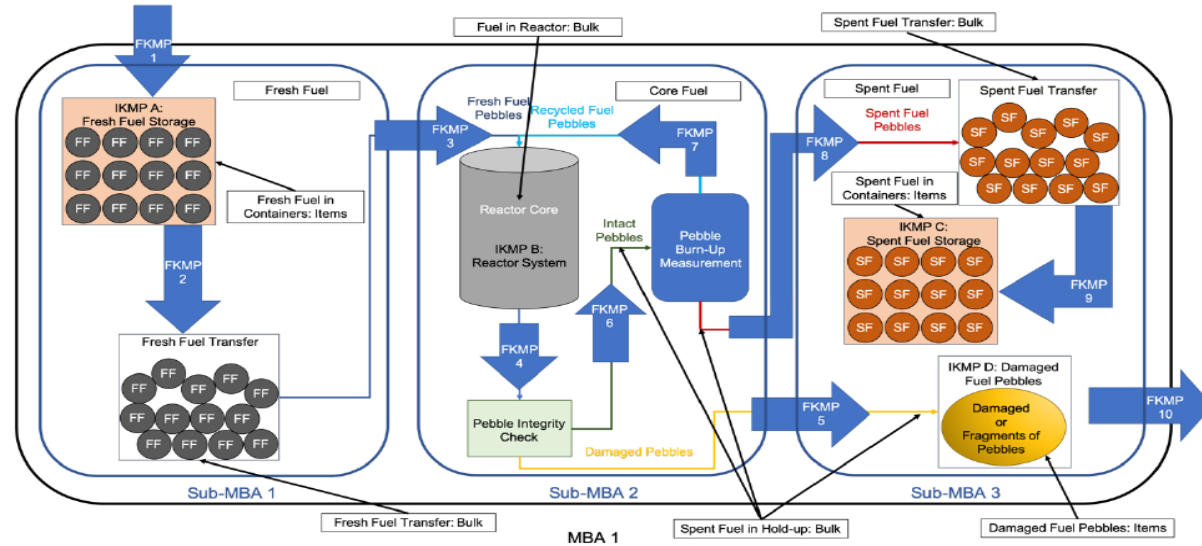 FKMP
1
Fuel in Reactor: Bulk
Spent Fuel Transfer: Bulk
Fresh Fuel
IKMP A:
Fresh Fuel Storage
FF FF FF FF
FF FF FF FF
FF FF FF FF
Fresh Fuel in
Containers: Items
FKMP
2
Fresh Fuel Transfer
FF FF FF FF
FF FF FF FF
FF FF FF
Sub-MBA 1
Fresh Fuel Transfer: Bulk
FKMP
3
Fresh Fuel
Pebbles
Recycled Fuel
Pebbles
Core Fuel
FKMP
7
Reactor Core
IKMP B:
Reactor System
Intact
Pebbles
Pebble
Burn-Up
Measurement
FKMP
4
FKMP
6
Pebble Integrity
Check
Damaged Pebbles
Sub-MBA 2
Spent Fuel in Hold-up: Bulk
MBA 1
FKMP
8
Spent Fuel
Spent Fuel
Pebbles
Spent Fuel Transfer
SF SF SF SF
SF SF SF SF
SF SF SF
Spent Fuel in
Containers: Items
IKMP C:
Spent Fuel Storage
SF SF SF SF
SF SF SF SF
SF SF SF SF
FKMP
9
FKMP
5
IKMP D: Damaged
Fuel Pebbles
Damaged
or
Fragments of
Pebbles
FKMP
10
Sub-MBA 3
Damaged Fuel Pebbles: Items